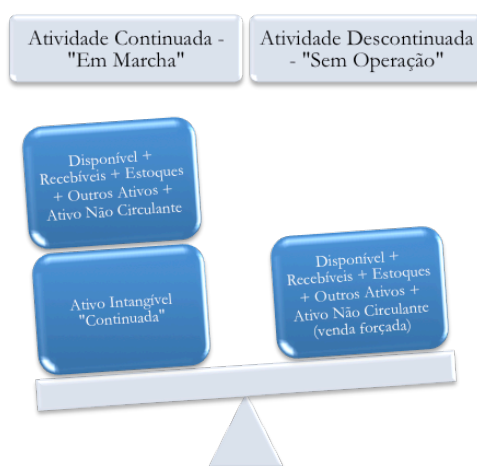 Atividade Continuada -
"Em Marcha"
Atividade Descontinuada
- "Sem Operação"
Disponível +
Recebíveis + Estoques
+ Outros Ativos +
Ativo Não Circulante
Ativo Intangível
"Continuada"
Disponível +
Recebíveis + Estoques
+ Outros Ativos +
Ativo Não Circulante
(venda forçada)